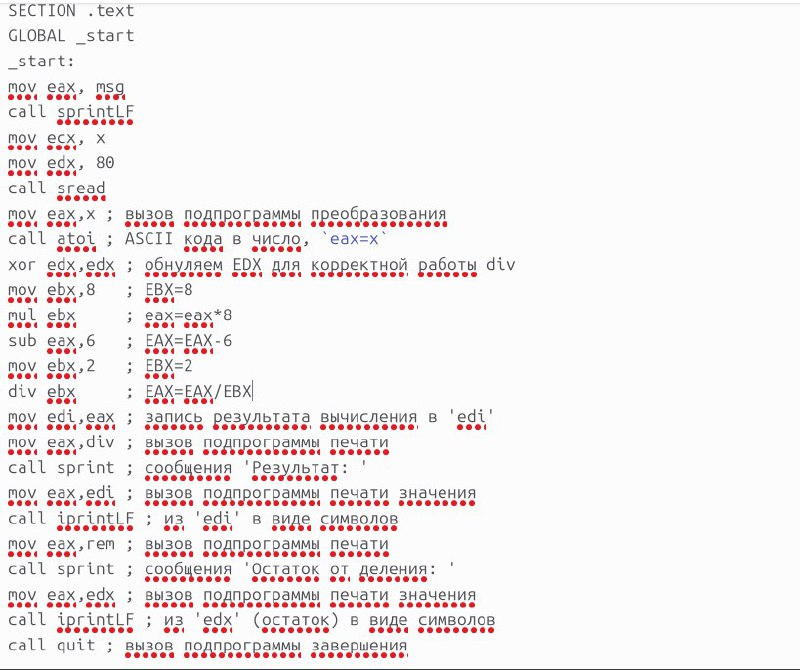 SECTION .text
GLOBAL _start
_start:
mov eax, msg
call sprintLF
mov ecx, x
mov edx, 80
call sread
mov eax,x ; вызов подпрограммы преобразования
call atoi ; ASCII кода в число, `eax=x`
xor edx,edx ; обнуляем EDX для корректной работы div
mov ebx,8 ; EBX=8
mul ebx ; eax=eax*8
sub eax,6 ; EAX=EAX-6
mov ebx,2 ; EBX=2
div ebx ; EAX=EAX/EBX
mov edi,eax ; запись результата вычисления в 'edi'
mov eax,div ; вызов подпрограммы печати
call sprint ; сообщения 'Результат: '
mov eax,edi ; вызов подпрограммы печати значения
call iprintLF ; из 'edi' в виде символов
mov eax,rem ; вызов подпрограммы печати
call sprint ; сообщения 'Остаток от деления: '
mov eax,edx ; вызов подпрограммы печати значения
call iprintLF ; из 'edx' (остаток) в виде символов
call quit ; вызов подпрограммы завершения